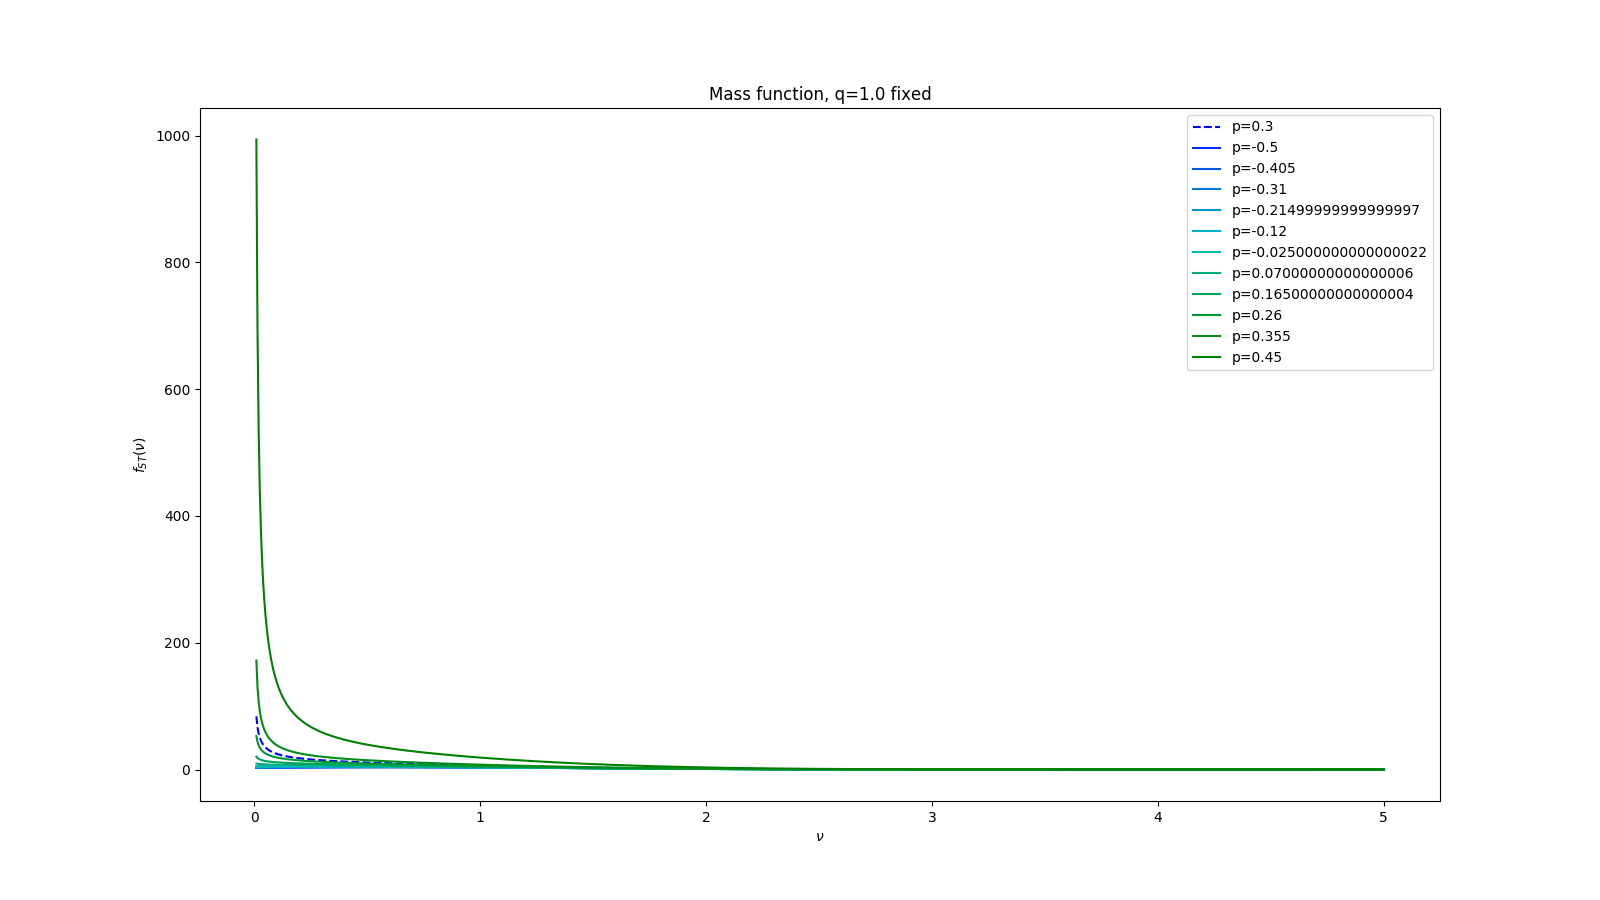 Mass function, q=1.0 fixed
1000
800
600
400
200
0
f_ST(ν)
0 1 2 3 4 5
ν
p=0.3
p=-0.5
p=-0.405
p=-0.31
p=-0.21499999999999997
p=-0.12
p=-0.025000000000000022
p=0.07000000000000006
p=0.16500000000000004
p=0.26
p=0.355
p=0.45